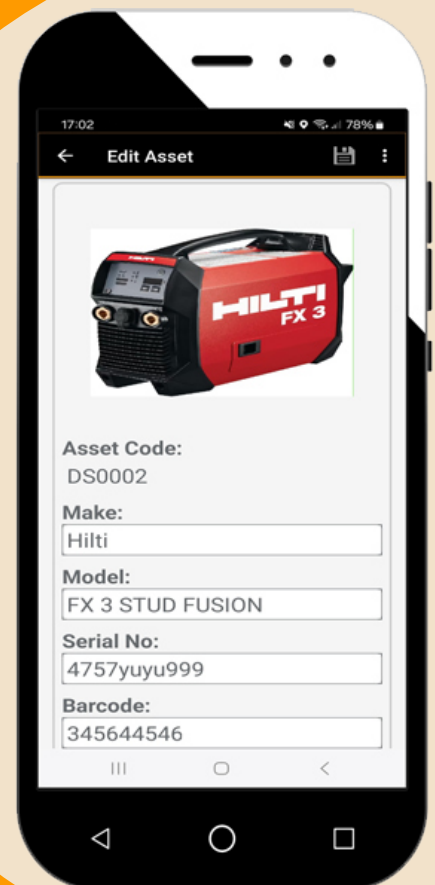 17:02
78%
Edit Asset
HILTI
FX 3
Asset Code:
DS0002
Make:
Hilti
Model:
FX 3 STUD FUSION
Serial No:
4757yuyu999
Barcode:
345644546